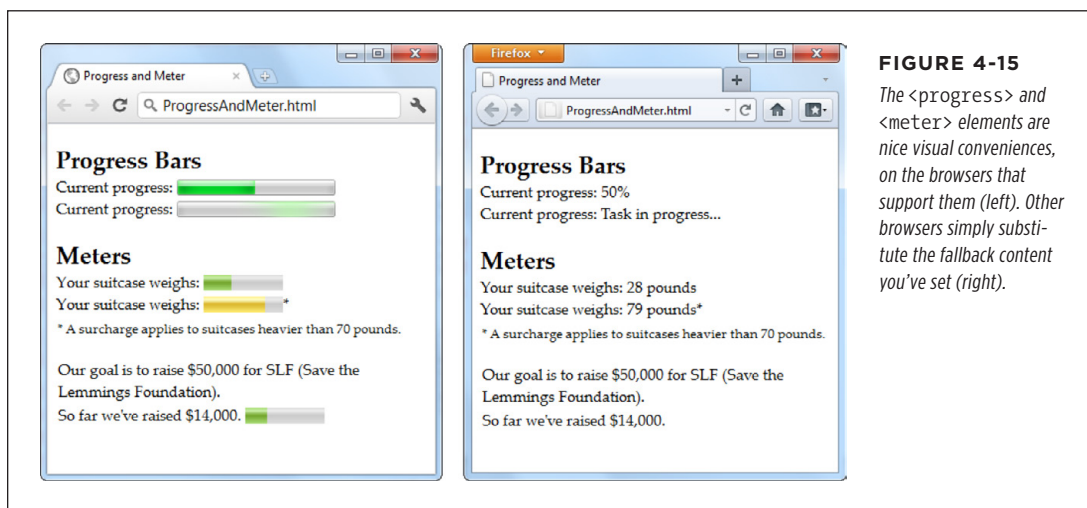 Progress and Meter
ProgressAndMeter.html
Progress Bars
Current progress:
Current progress:
Meters
Your suitcase weighs:
Your suitcase weighs: *
* A surcharge applies to suitcases heavier than 70 pounds.
Our goal is to raise $50,000 for SLF (Save the
Lemmings Foundation).
So far we've raised $14,000.
Firefox
Progress and Meter
ProgressAndMeter.html
Progress Bars
Current progress: 50%
Current progress: Task in progress...
Meters
Your suitcase weighs: 28 pounds
Your suitcase weighs: 79 pounds*
* A surcharge applies to suitcases heavier than 70 pounds.
Our goal is to raise $50,000 for SLF (Save the
Lemmings Foundation).
So far we've raised $14,000.
FIGURE 4-15
The <progress> and
<meter> elements are
nice visual conveniences,
on the browsers that
support them (left). Other
browsers simply substi-
tute the fallback content
you've set (right).